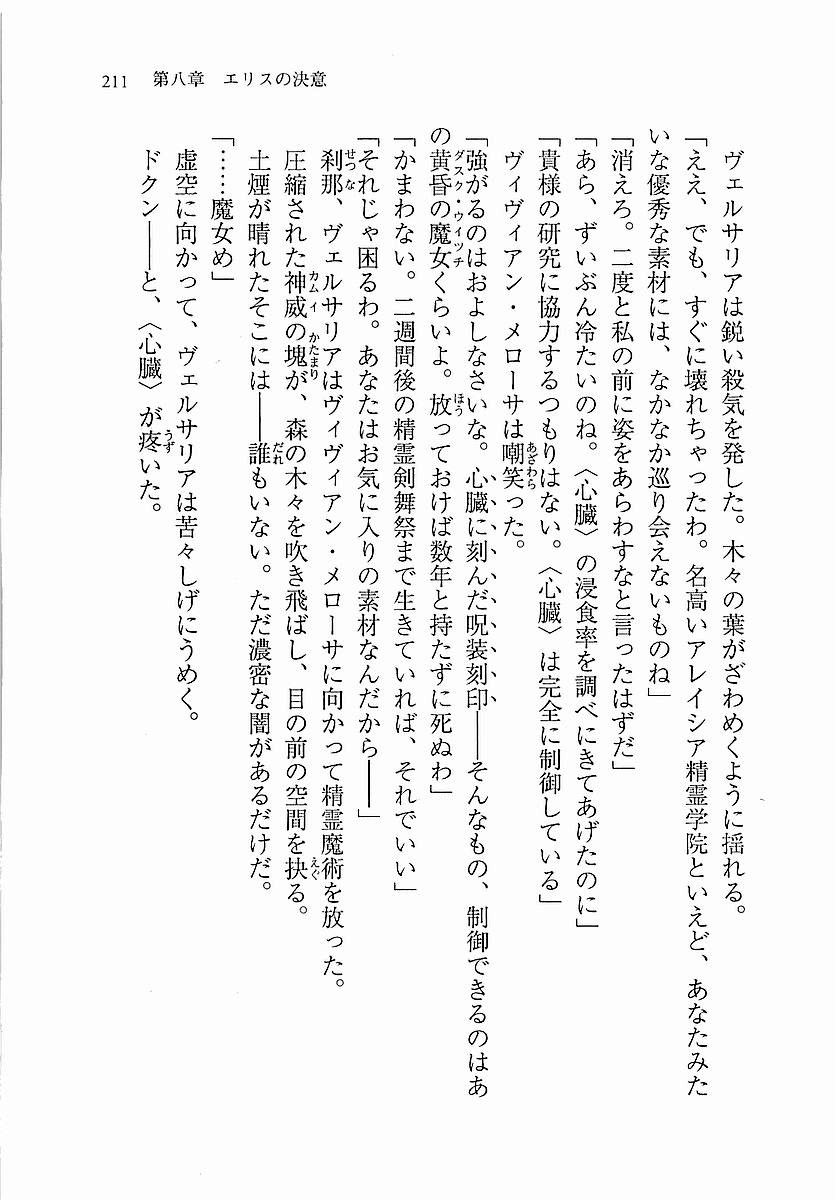 211　第八章　エリスの決意
ヴェルサリアは鋭い殺気を発した。木々の葉がざわめくように揺れる。
「ええ、でも、すぐに壊れちゃったわ。名高いアレイシア精霊学院といえど、あなたみた
いな優秀な素材には、なかなか巡り会えないものね」
「消えろ。二度と私の前に姿をあらわすなと言ったはずだ」
「あら、ずいぶん冷たいのね。〈心臓〉の浸食率を調べにきてあげたのに」
「貴様の研究に協力するつもりはない。〈心臓〉は完全に制御している」
ヴィヴィアン・メローサは嘲笑った。
「強がるのはおよしなさいな。心臓に刻んだ呪装刻印――そんなもの、制御できるのはあ
の黄昏の魔女くらいよ。放っておけば数年と持たずに死ぬわ」
「かまわない。二週間後の精霊剣舞祭まで生きていれば、それでいい」
「それじゃ困るわ。あなたはお気に入りの素材なんだから――」
刹那、ヴェルサリアはヴィヴィアン・メローサに向かって精霊魔術を放った。
圧縮された神威の塊が、森の木々を吹き飛ばし、目の前の空間を抉る。
土煙が晴れたそこには――誰もいない。ただ濃密な闇があるだけだ。
「……魔女め」
虚空に向かって、ヴェルサリアは苦々しげにうめく。
ドクン――と、〈心臓〉が疼いた。